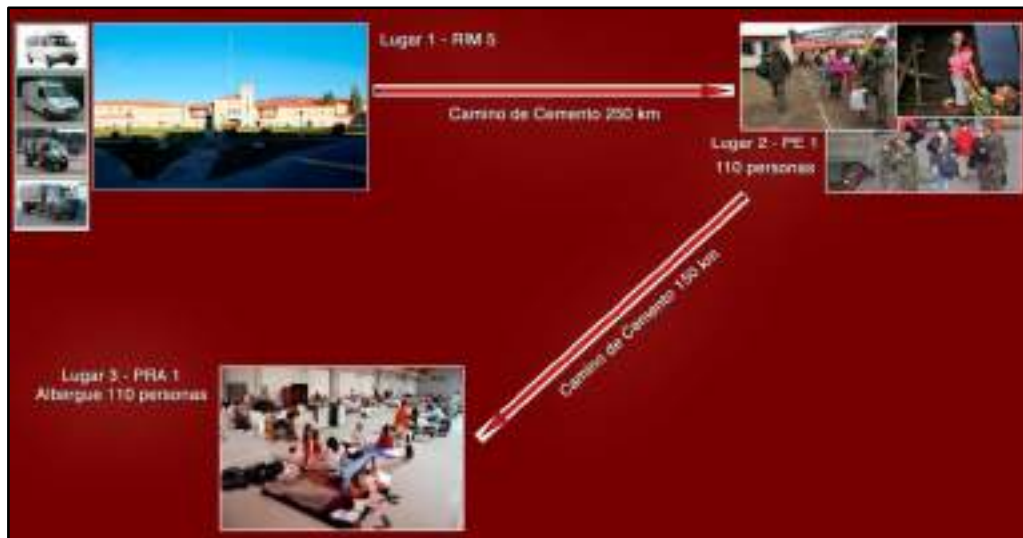 Lugar 1 - RIM 5
Camino de Cemento 250 km
Lugar 2 - PE 1
110 personas
Camino de Cemento 150 km
Lugar 3 - PRA 1
Albergue 110 personas